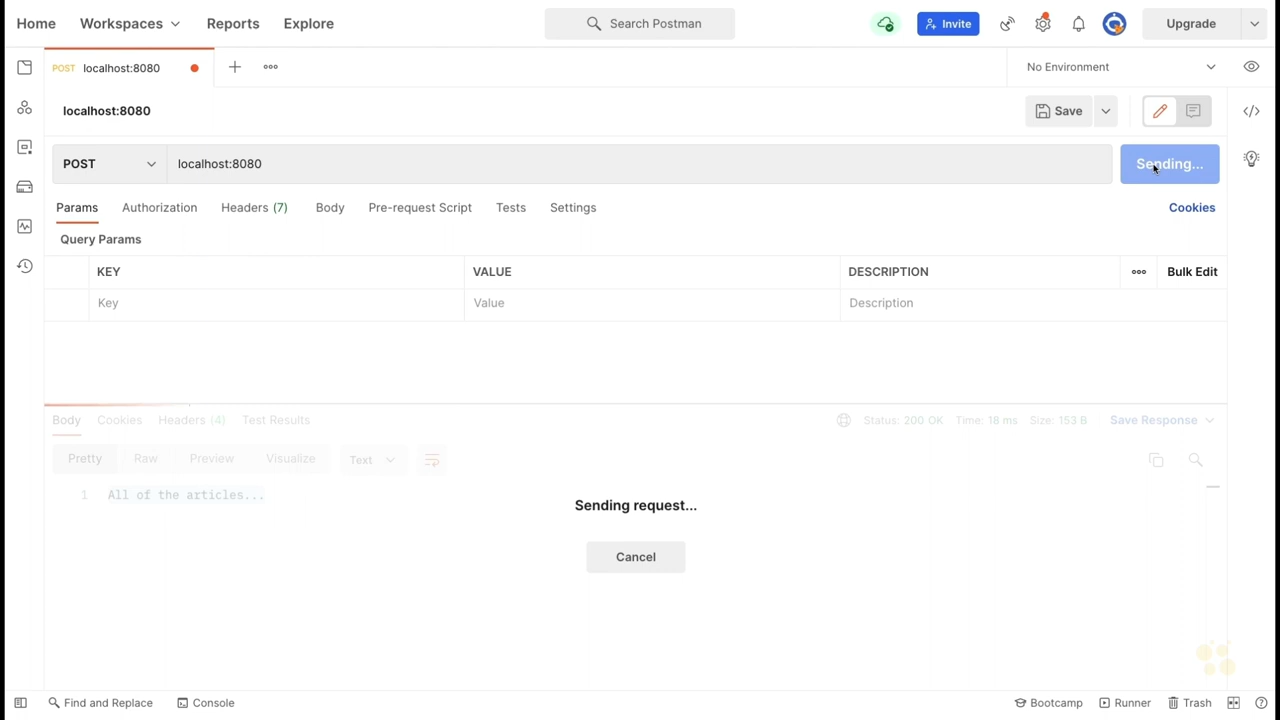 Home Workspaces Reports Explore Search Postman Invite Upgrade
POST localhost:8080 No Environment
localhost:8080 Save
POST localhost:8080 Sending...
Params Authorization Headers (7) Body Pre-request Script Tests Settings Cookies
Query Params
KEY VALUE DESCRIPTION Bulk Edit
Key Value Description
Body Cookies Headers (4) Test Results Status: 200 OK Time: 18 ms Size: 153 B Save Response
Pretty Raw Preview Visualize Text
1 All of the articles...
Sending request...
Cancel
Find and Replace Console Bootcamp Runner Trash